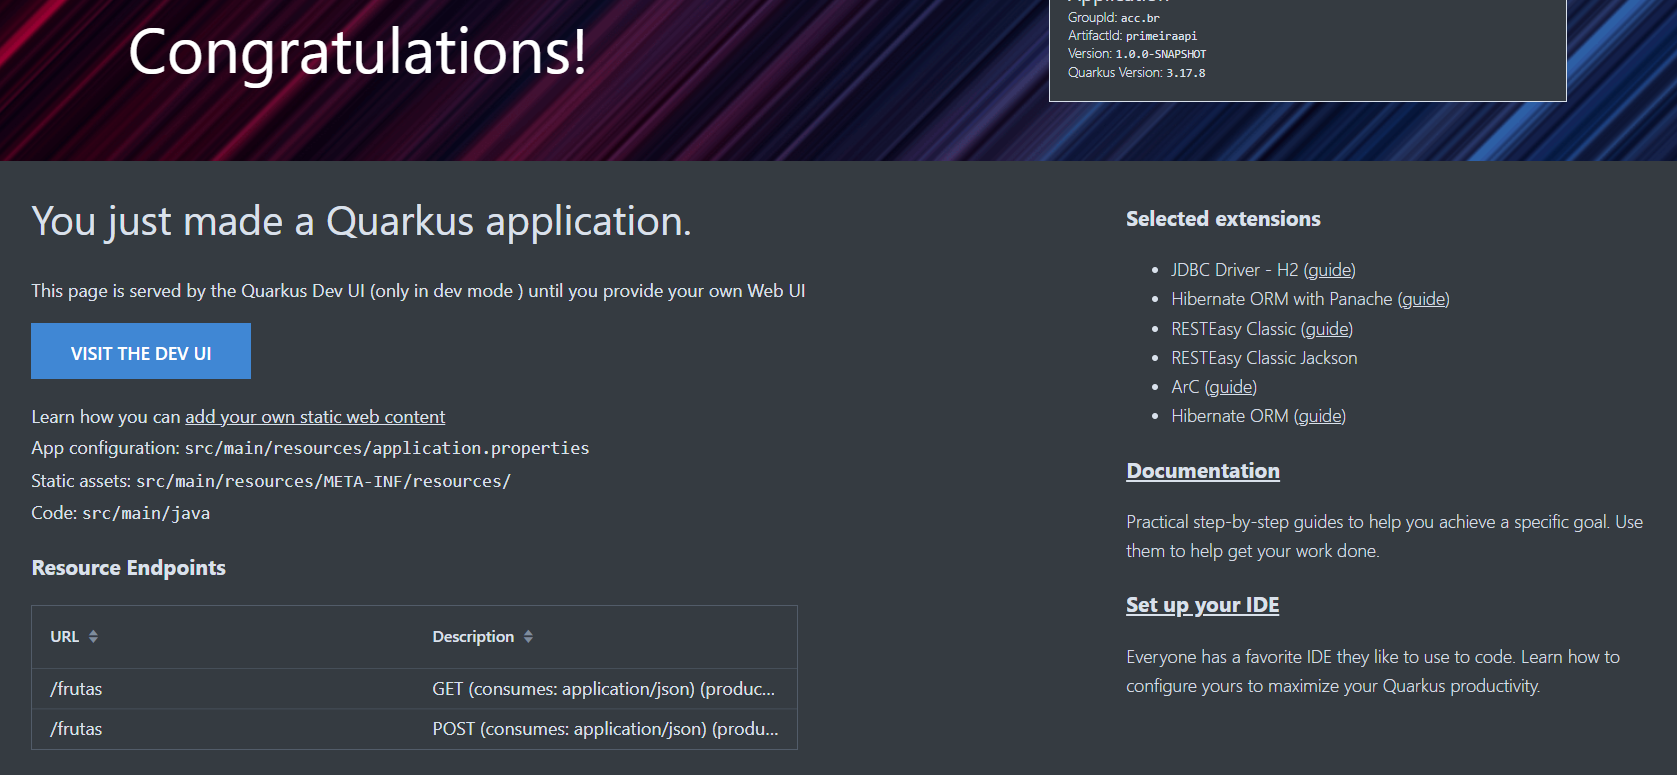 Congratulations!
Application
GroupId: acc.br
ArtifactId: primeiraapi
Version: 1.0.0-SNAPSHOT
Quarkus Version: 3.17.8
You just made a Quarkus application.
This page is served by the Quarkus Dev UI (only in dev mode ) until you provide your own Web UI
VISIT THE DEV UI
Learn how you can add your own static web content
App configuration: src/main/resources/application.properties
Static assets: src/main/resources/META-INF/resources/
Code: src/main/java
Resource Endpoints
URL Description
/frutas GET (consumes: application/json) (produc...
/frutas POST (consumes: application/json) (produ...
Selected extensions
• JDBC Driver - H2 (guide)
• Hibernate ORM with Panache (guide)
• RESTEasy Classic (guide)
• RESTEasy Classic Jackson
• ArC (guide)
• Hibernate ORM (guide)
Documentation
Practical step-by-step guides to help you achieve a specific goal. Use
them to help get your work done.
Set up your IDE
Everyone has a favorite IDE they like to use to code. Learn how to
configure yours to maximize your Quarkus productivity.